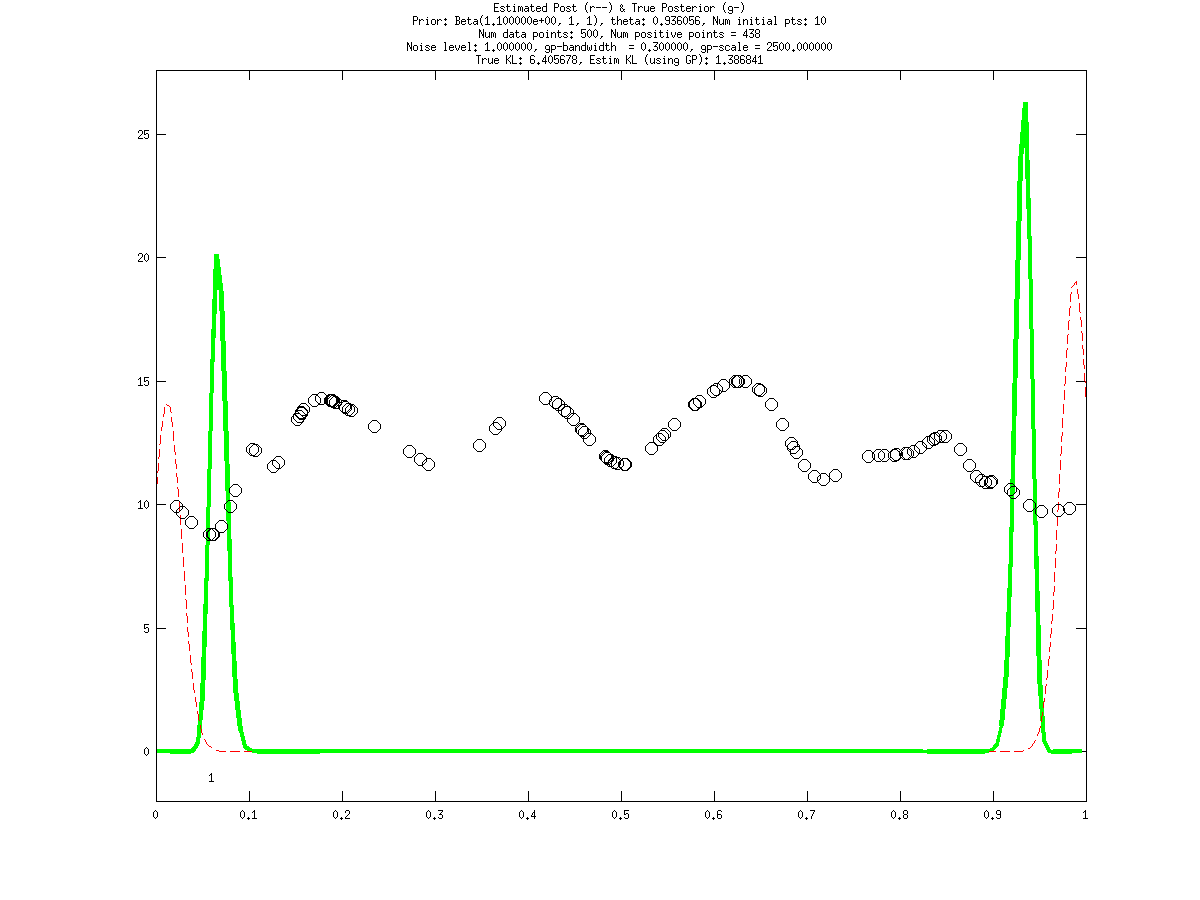 Estimated Post (r--) & True Posterior (g-)
Prior: Beta(1.100000e+00, 1, 1), theta: 0.936056, Num initial pts: 10
Num data points: 500, Num positive points = 438
Noise level: 1.000000, gp-bandwidth  = 0.300000, gp-scale = 2500.000000
True KL: 6.405678, Estim KL (using GP): 1.386841
25
20
15
10
5
0
1
0 0.1 0.2 0.3 0.4 0.5 0.6 0.7 0.8 0.9 1